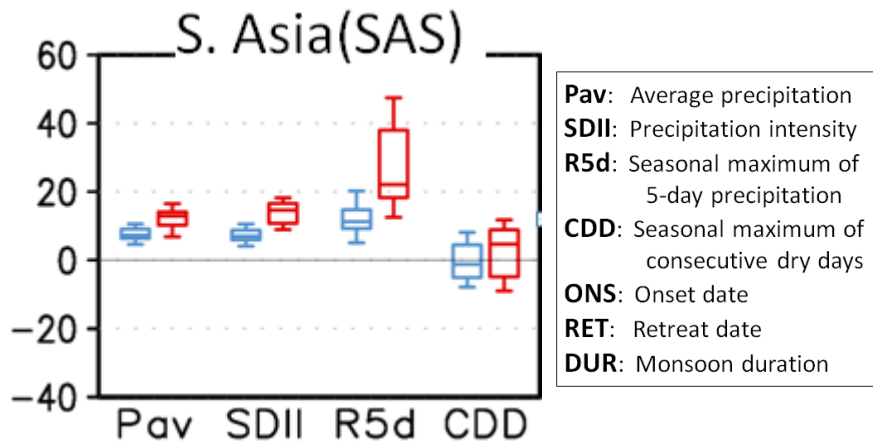 S. Asia(SAS)
60
40
20
0
−20
−40
Pav SDII R5d CDD
Pav: Average precipitation
SDII: Precipitation intensity
R5d: Seasonal maximum of
5-day precipitation
CDD: Seasonal maximum of
consecutive dry days
ONS: Onset date
RET: Retreat date
DUR: Monsoon duration